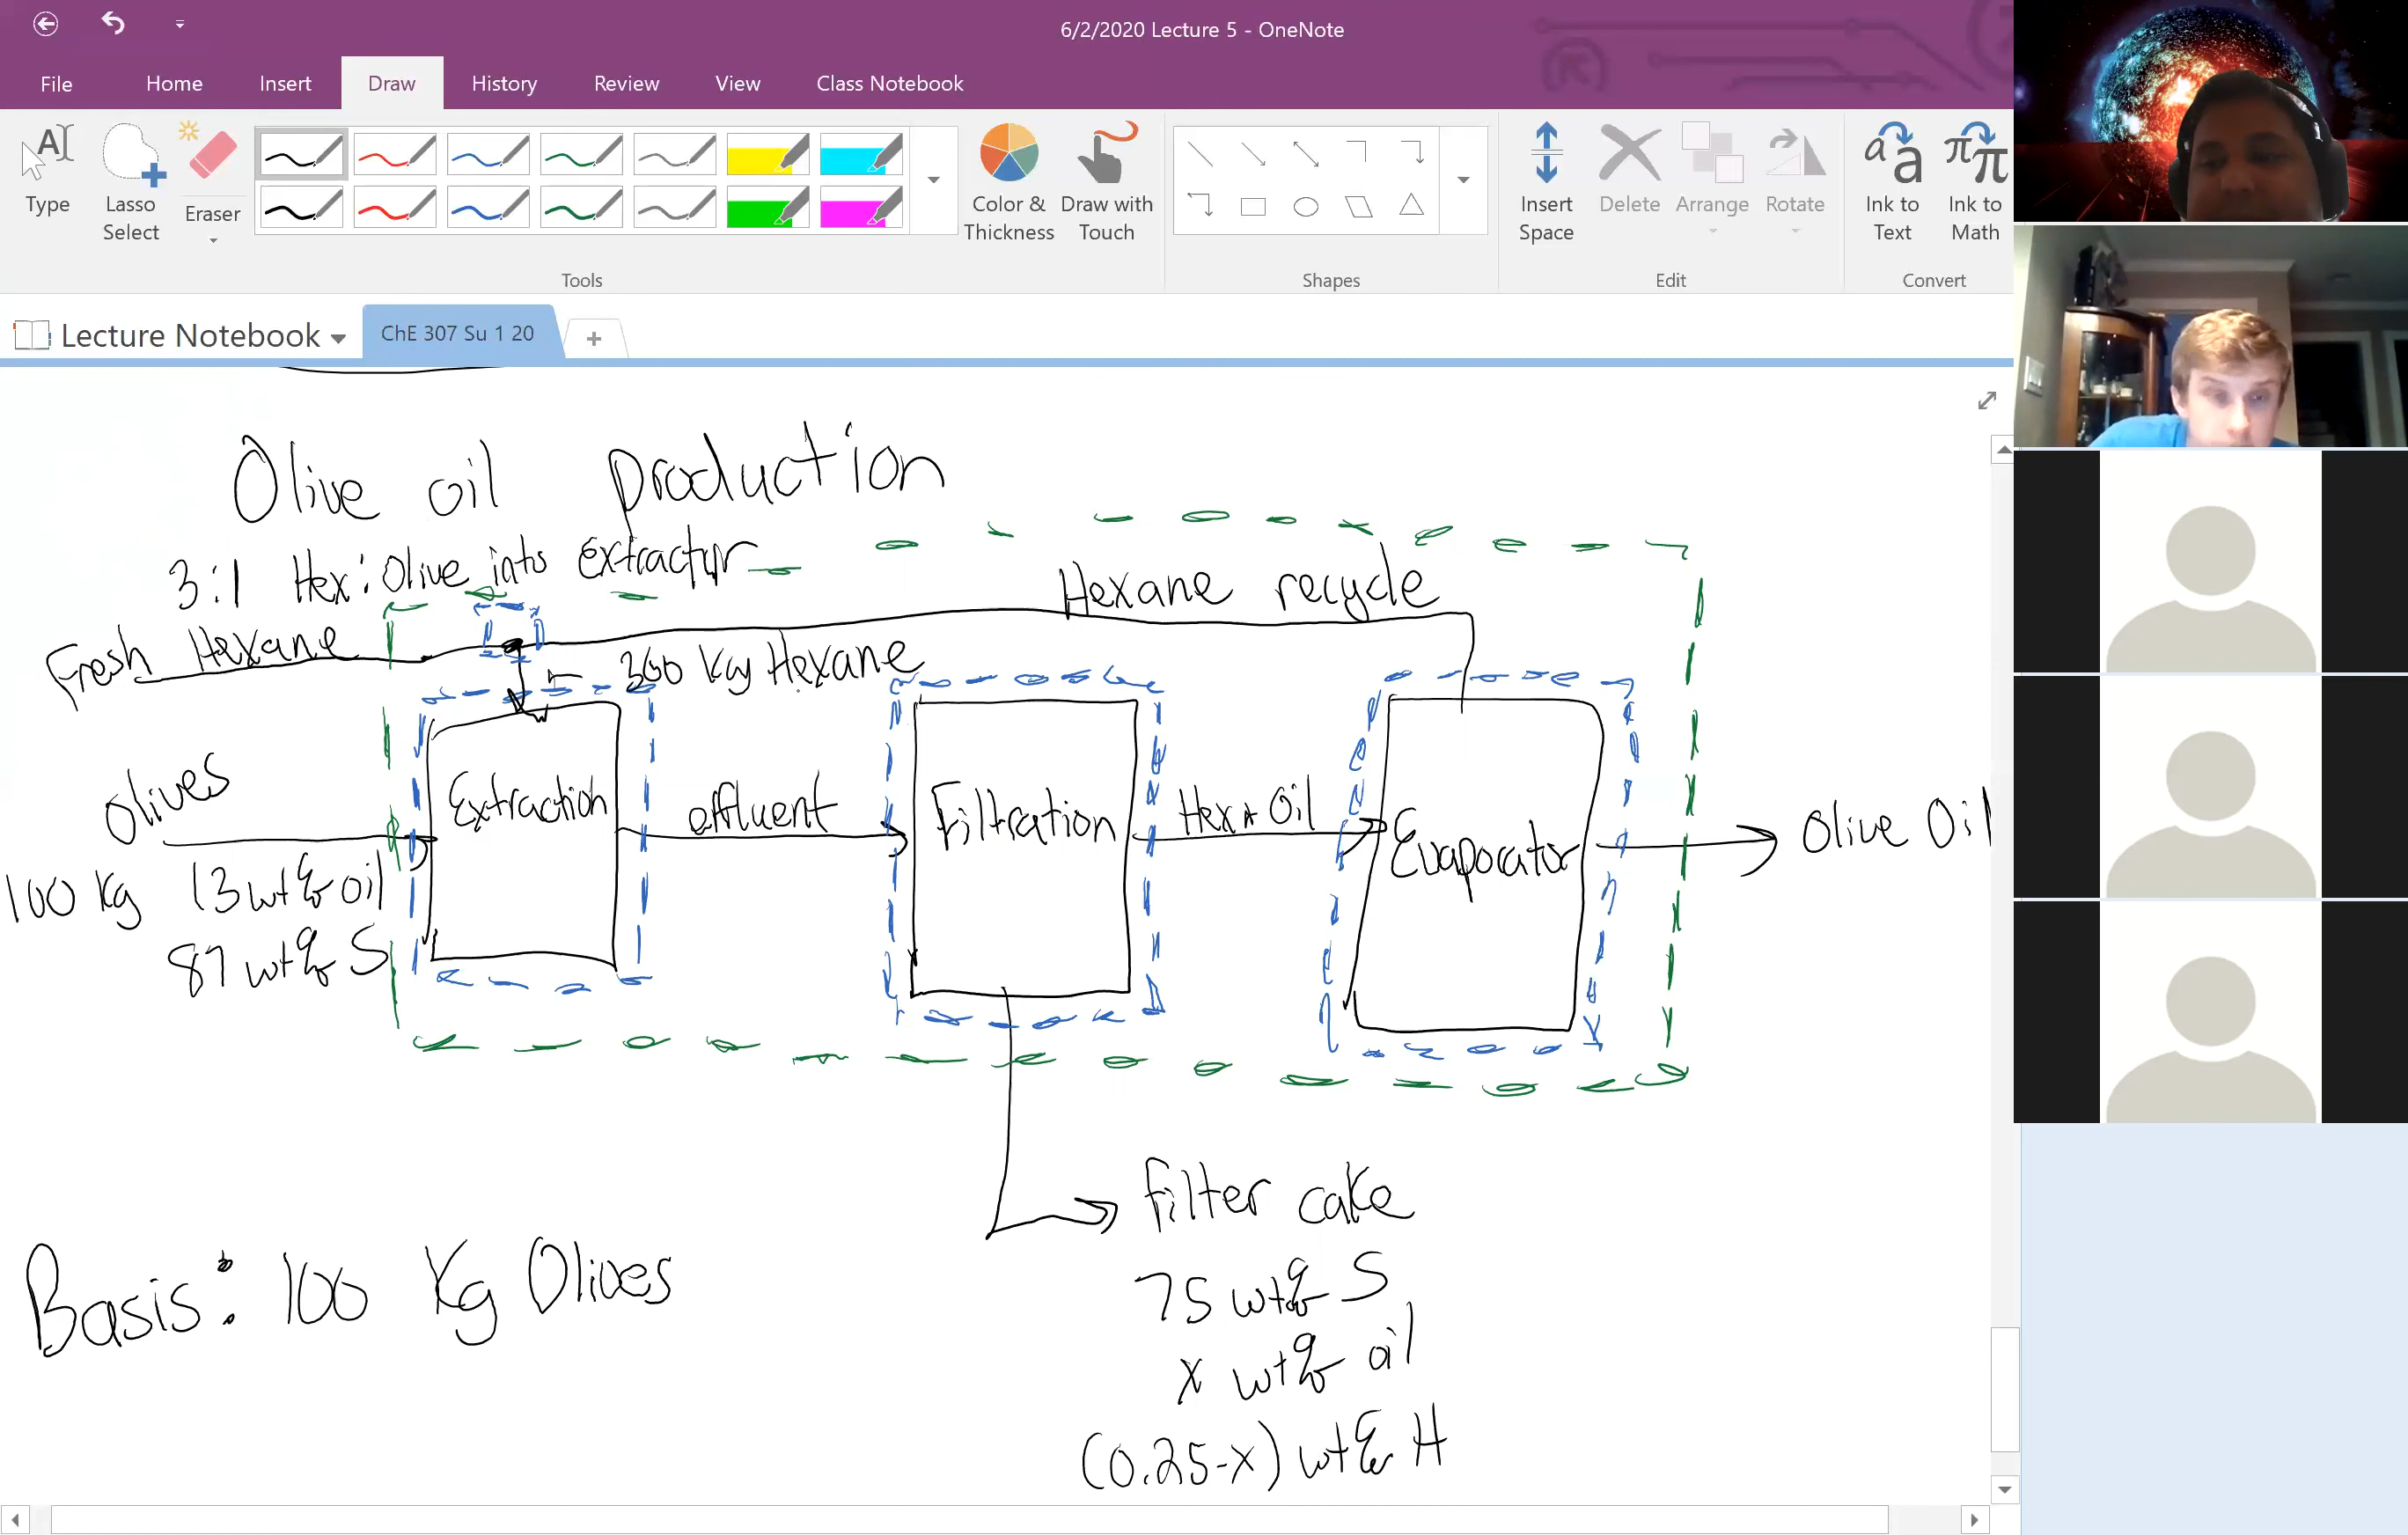 6/2/2020 Lecture 5 - OneNote
File Home Insert Draw History Review View Class Notebook
Type
Lasso Select
Eraser
Color & Thickness
Draw with Touch
Insert Space
Delete
Arrange
Rotate
Ink to Text
Ink to Math
Tools
Shapes
Edit
Convert
Lecture Notebook
ChE 307 Su 1 20
Olive oil production
3:1 Hex:Olive into extractor
Hexane recycle
Fresh Hexane
300 Kg Hexane
Olives
Extraction
effluent
Filtration
Hex + Oil
Evaporator
Olive Oil
100 Kg 13 wt% oil
87 wt% S
Filter cake
Basis: 100 Kg Olives
75 wt% S
x wt% oil
(0.25-x) wt% H